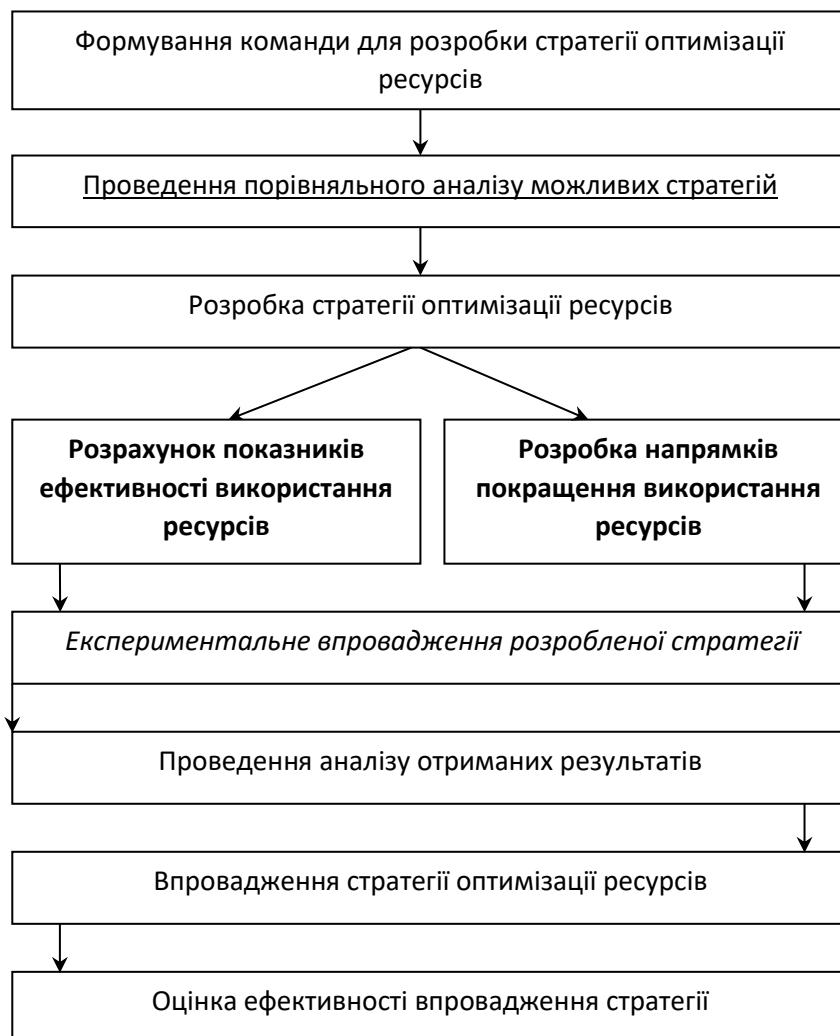 Формування команди для розробки стратегії оптимізації
ресурсів
Проведення порівняльного аналізу можливих стратегій
Розробка стратегії оптимізації ресурсів
Розрахунок показників
ефективності використання
ресурсів
Розробка напрямків
покращення використання
ресурсів
Експериментальне впровадження розробленої стратегії
Проведення аналізу отриманих результатів
Впровадження стратегії оптимізації ресурсів
Оцінка ефективності впровадження стратегії